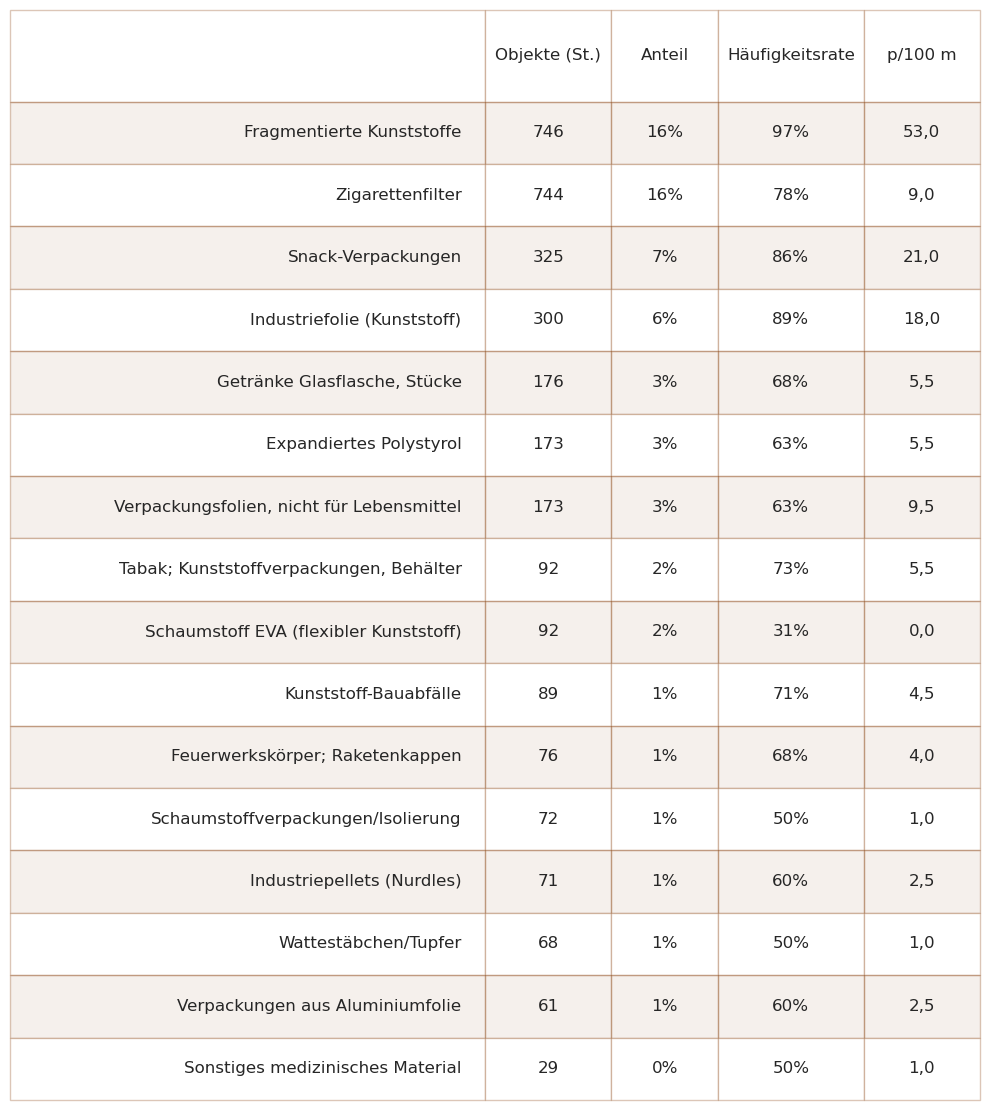 Objekte (St.) Anteil Häufigkeitsrate p/100 m
Fragmentierte Kunststoffe 746 16% 97% 53,0
Zigarettenfilter 744 16% 78% 9,0
Snack-Verpackungen 325 7% 86% 21,0
Industriefolie (Kunststoff) 300 6% 89% 18,0
Getränke Glasflasche, Stücke 176 3% 68% 5,5
Expandiertes Polystyrol 173 3% 63% 5,5
Verpackungsfolien, nicht für Lebensmittel 173 3% 63% 9,5
Tabak; Kunststoffverpackungen, Behälter 92 2% 73% 5,5
Schaumstoff EVA (flexibler Kunststoff) 92 2% 31% 0,0
Kunststoff-Bauabfälle 89 1% 71% 4,5
Feuerwerkskörper; Raketenkappen 76 1% 68% 4,0
Schaumstoffverpackungen/Isolierung 72 1% 50% 1,0
Industriepellets (Nurdles) 71 1% 60% 2,5
Wattestäbchen/Tupfer 68 1% 50% 1,0
Verpackungen aus Aluminiumfolie 61 1% 60% 2,5
Sonstiges medizinisches Material 29 0% 50% 1,0